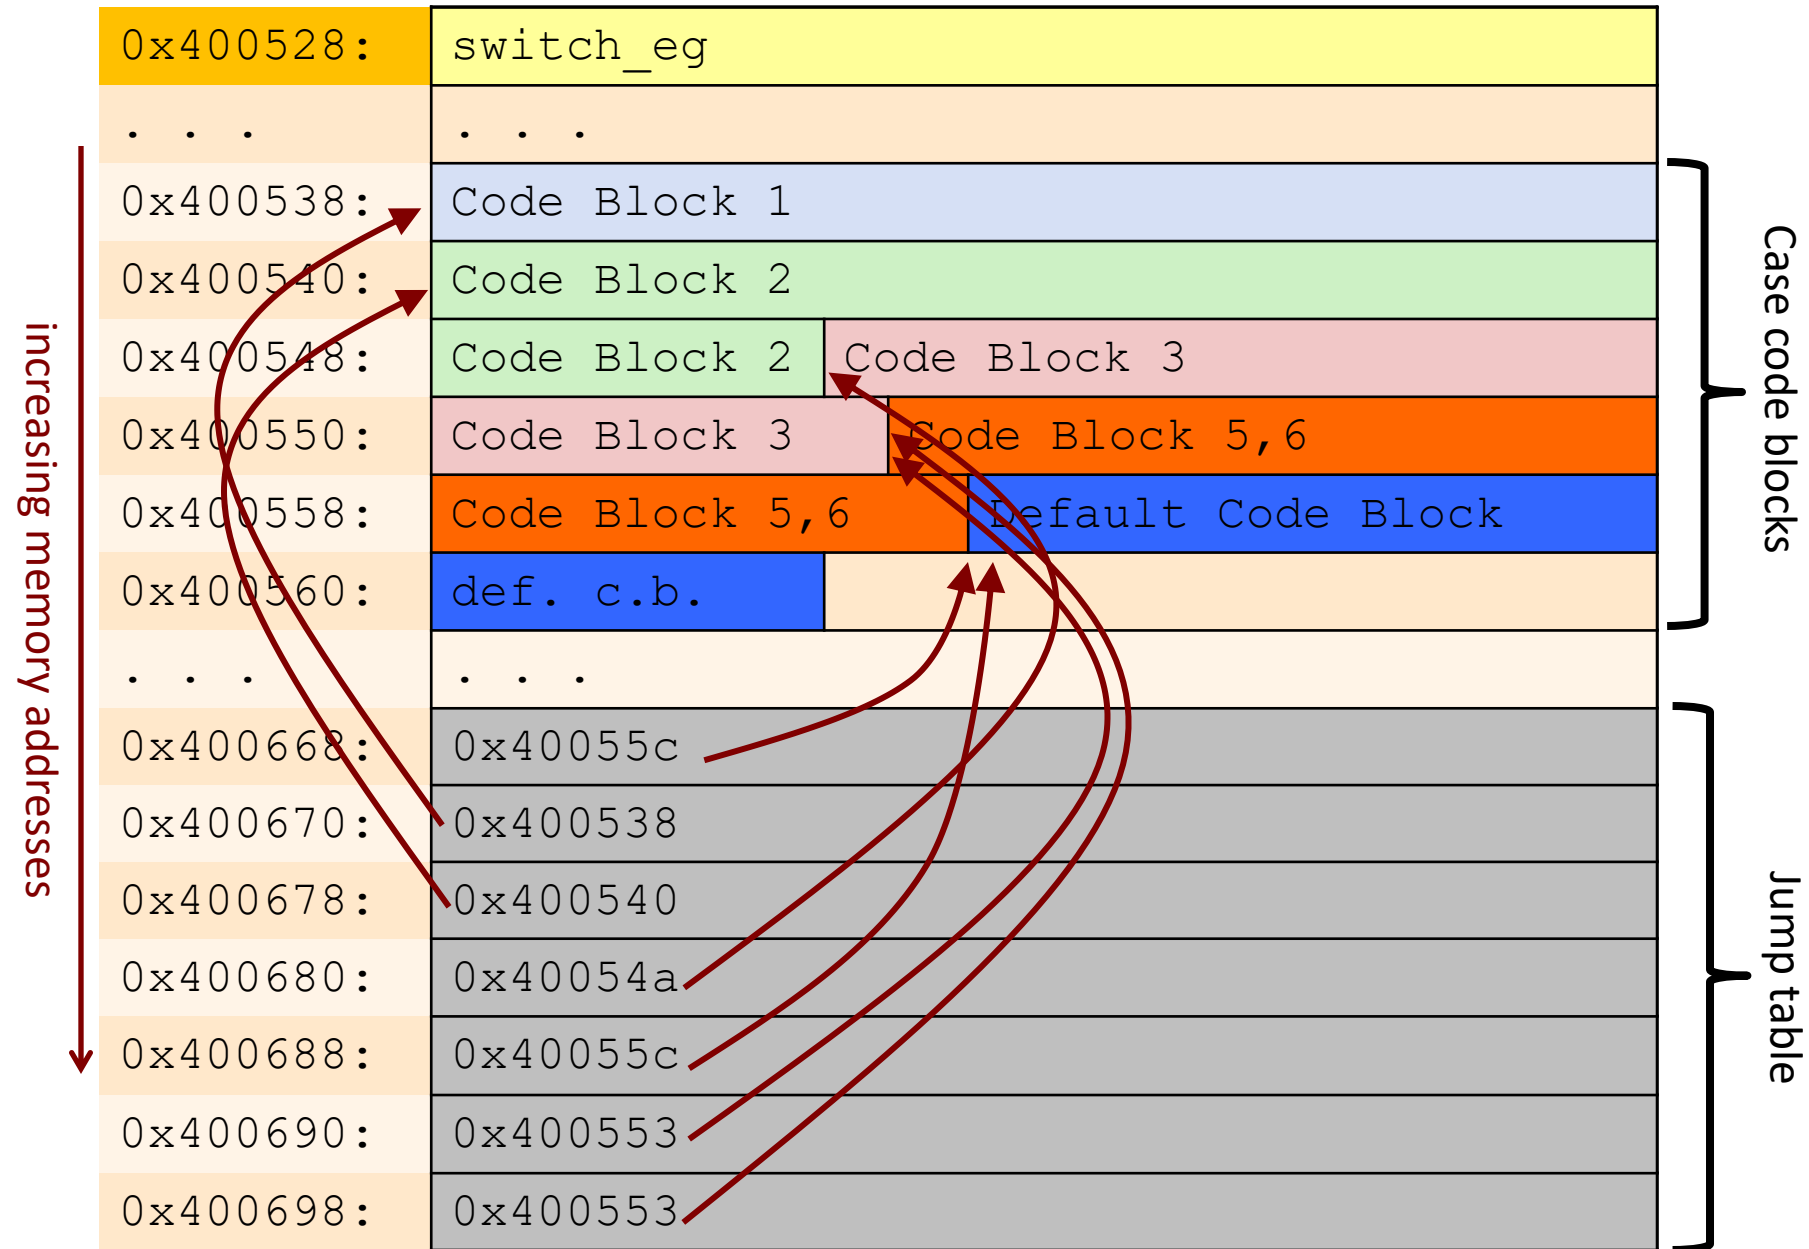 0x400528: switch_eg
. . . . . .
0x400538: Code Block 1
0x400540: Code Block 2
0x400548: Code Block 2 Code Block 3
0x400550: Code Block 3 Code Block 5,6
0x400558: Code Block 5,6 Default Code Block
0x400560: def. c.b.
. . . . . .
0x400668: 0x40055c
0x400670: 0x400538
0x400678: 0x400540
0x400680: 0x40054a
0x400688: 0x40055c
0x400690: 0x400553
0x400698: 0x400553
increasing memory addresses
Case code blocks
Jump table